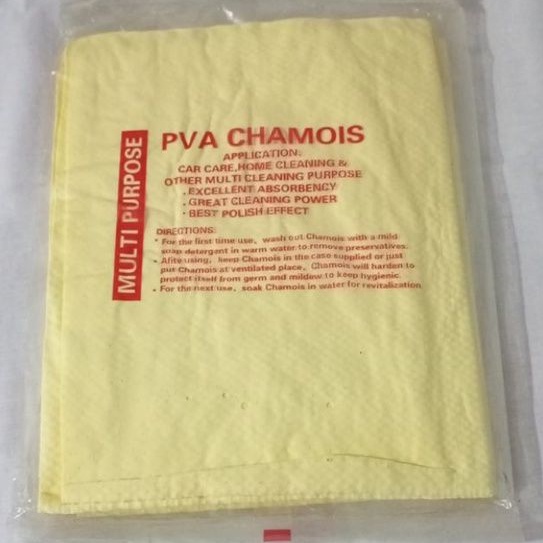 MULTI PURPOSE
PVA CHAMOIS
APPLICATION:
CAR CARE,HOME CLEANING &
OTHER MULTI CLEANING PURPOSE
.EXCELLENT ABSORBENCY
.GREAT CLEANING POWER
· BEST POLISH EFFECT
DIRECTIONS:
• For the first time use, wash out Chamois with a mild
soap detergent in warm water to remove preservatives.
• Afite using, keep Chamois in the case supplied or just
put Chamois at ventilated place, Chamois will harden to
protect itself from germ and mildew to keep hygienic
• For the next use, soak Chamois in water for revitalization